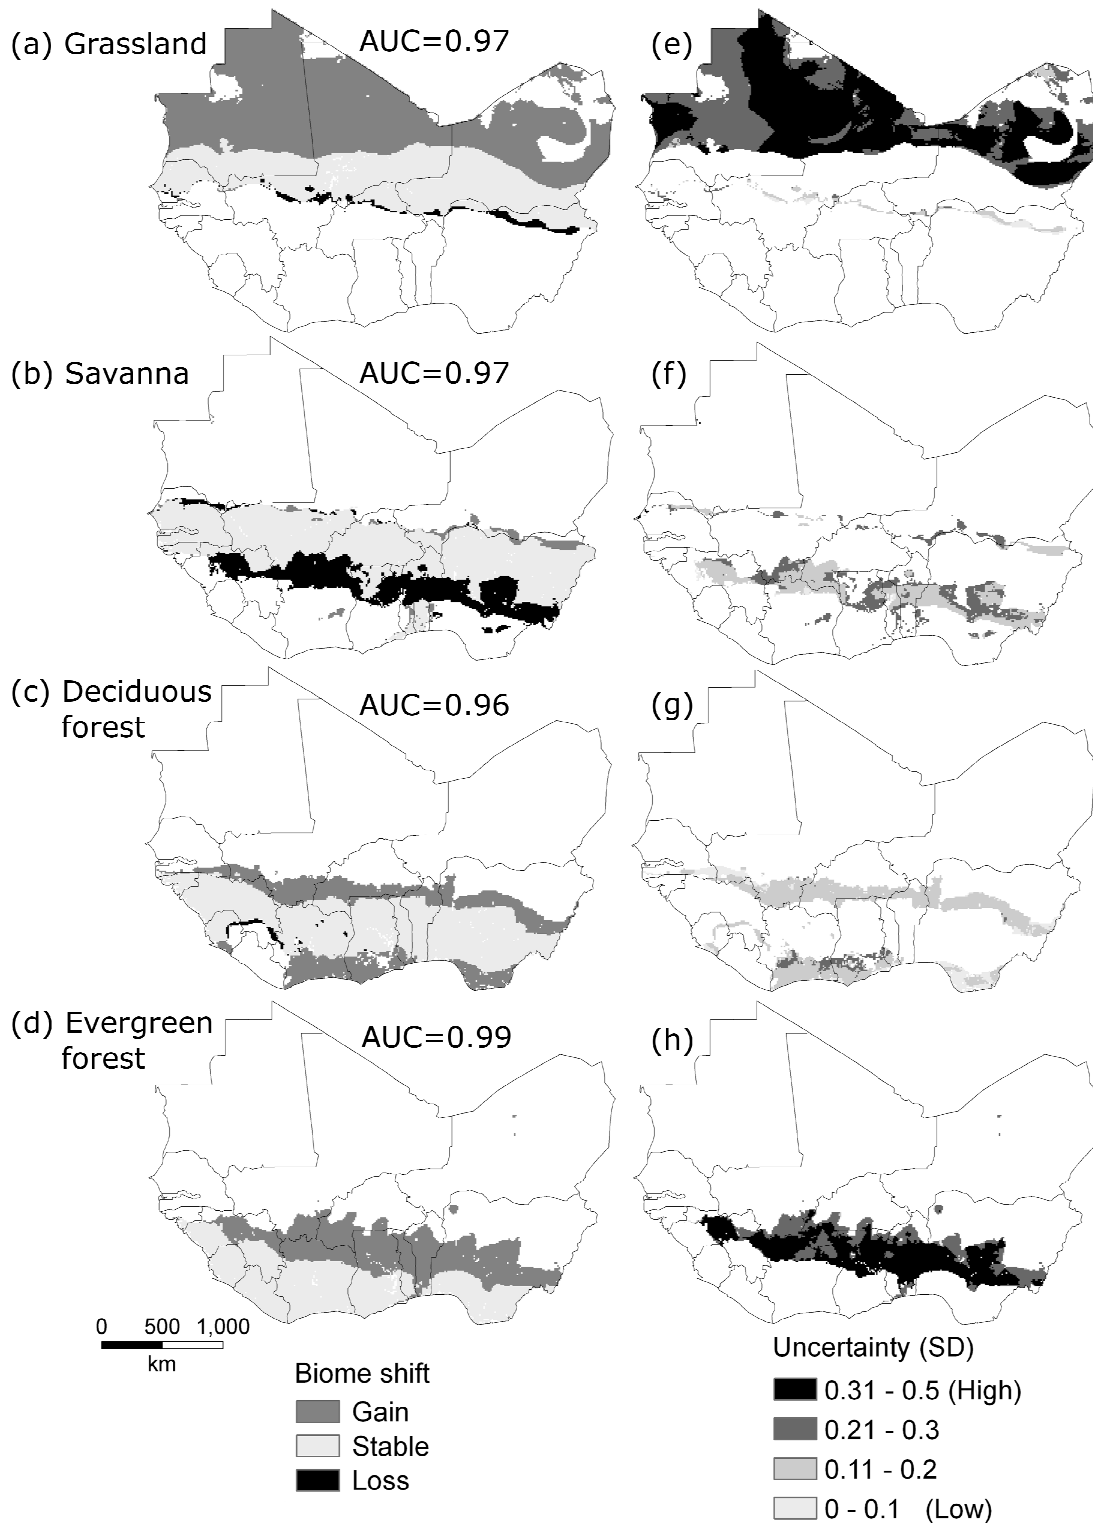 (a) Grassland AUC=0.97 (e)
(b) Savanna AUC=0.97 (f)
(c) Deciduous
forest AUC=0.96 (g)
(d) Evergreen
forest AUC=0.99 (h)
0 500 1,000
km
Biome shift
Gain
Stable
Loss
Uncertainty (SD)
0.31 - 0.5 (High)
0.21 - 0.3
0.11 - 0.2
0 - 0.1 (Low)